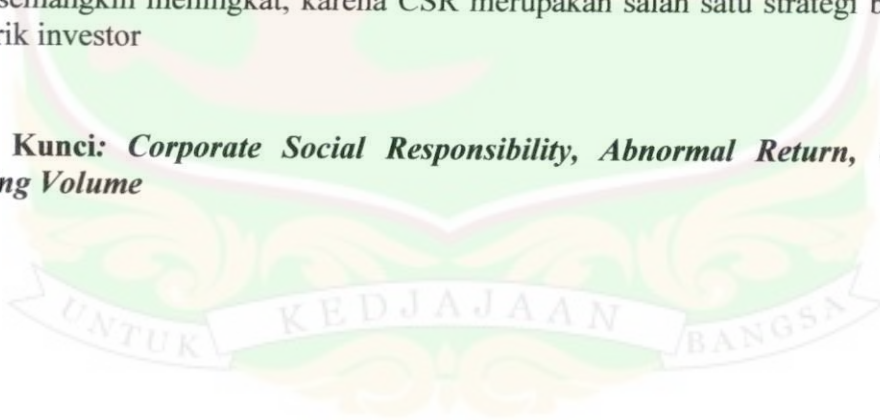 semangkin meningkat, karena CSR merupakan salah satu strategi b
rik investor
Kunci: Corporate Social Responsibility, Abnormal Return,
ng Volume
UNTUK KEDJAJAAN BANGSA